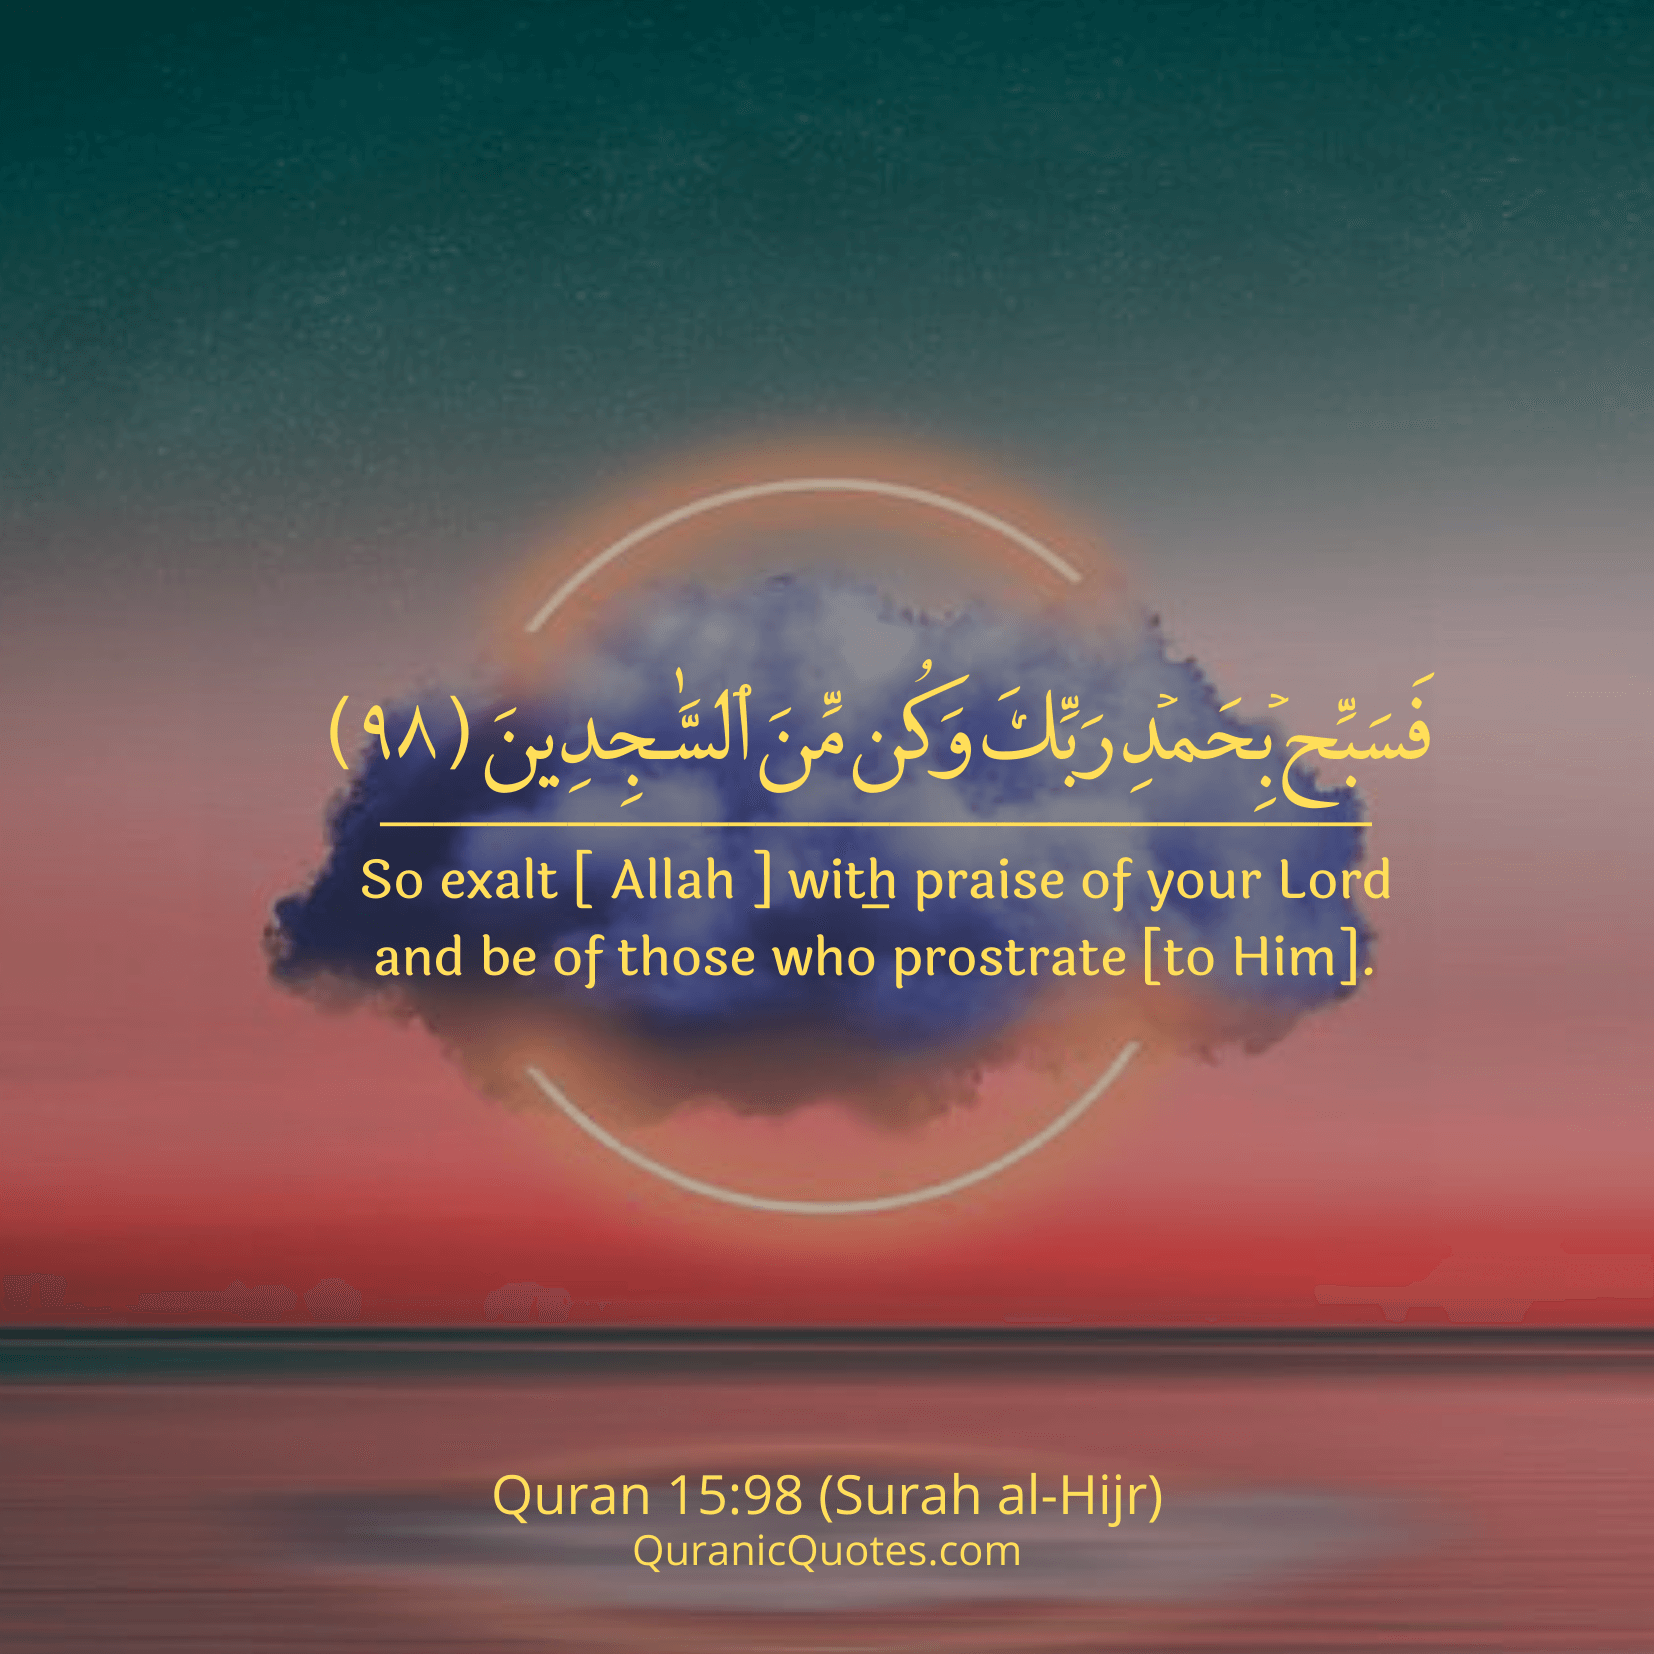 فَسَبِّحۡ بِحَمۡدِ رَبِّكَ وَكُن مِّنَ ٱلسَّـٰجِدِينَ (٩٨)
So exalt [ Allah ] with praise of your Lord
and be of those who prostrate [to Him].
Quran 15:98 (Surah al-Hijr)
QuranicQuotes.com